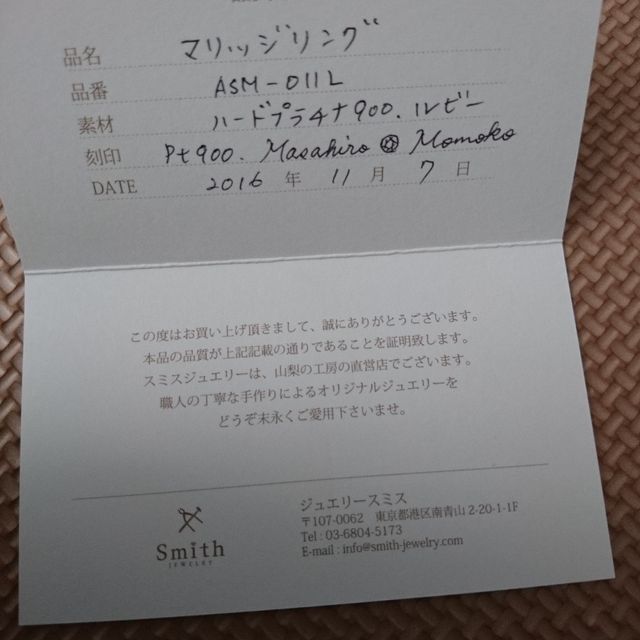 品名 マリッジリング
品番 ASM-011L
素材 ハードプラチナ900.ルビー
刻印 Pt900. Masahiro Momoko
DATE 2016 年 11 月 7 日
この度はお買い上げ頂きまして、誠にありがとうございます。
本品の品質が上記記載の通りであることを証明致します。
スミスジュエリーは、山梨の工房の直営店でございます。
職人の丁寧な手作りによるオリジナルジュエリーを
どうぞ末永くご愛用下さいませ。
Smith
JEWELRY
ジュエリースミス
〒107-0062 東京都港区南青山 2-20-1-1F
Tel : 03-6804-5173
E-mail : info@smith-jewelry.com